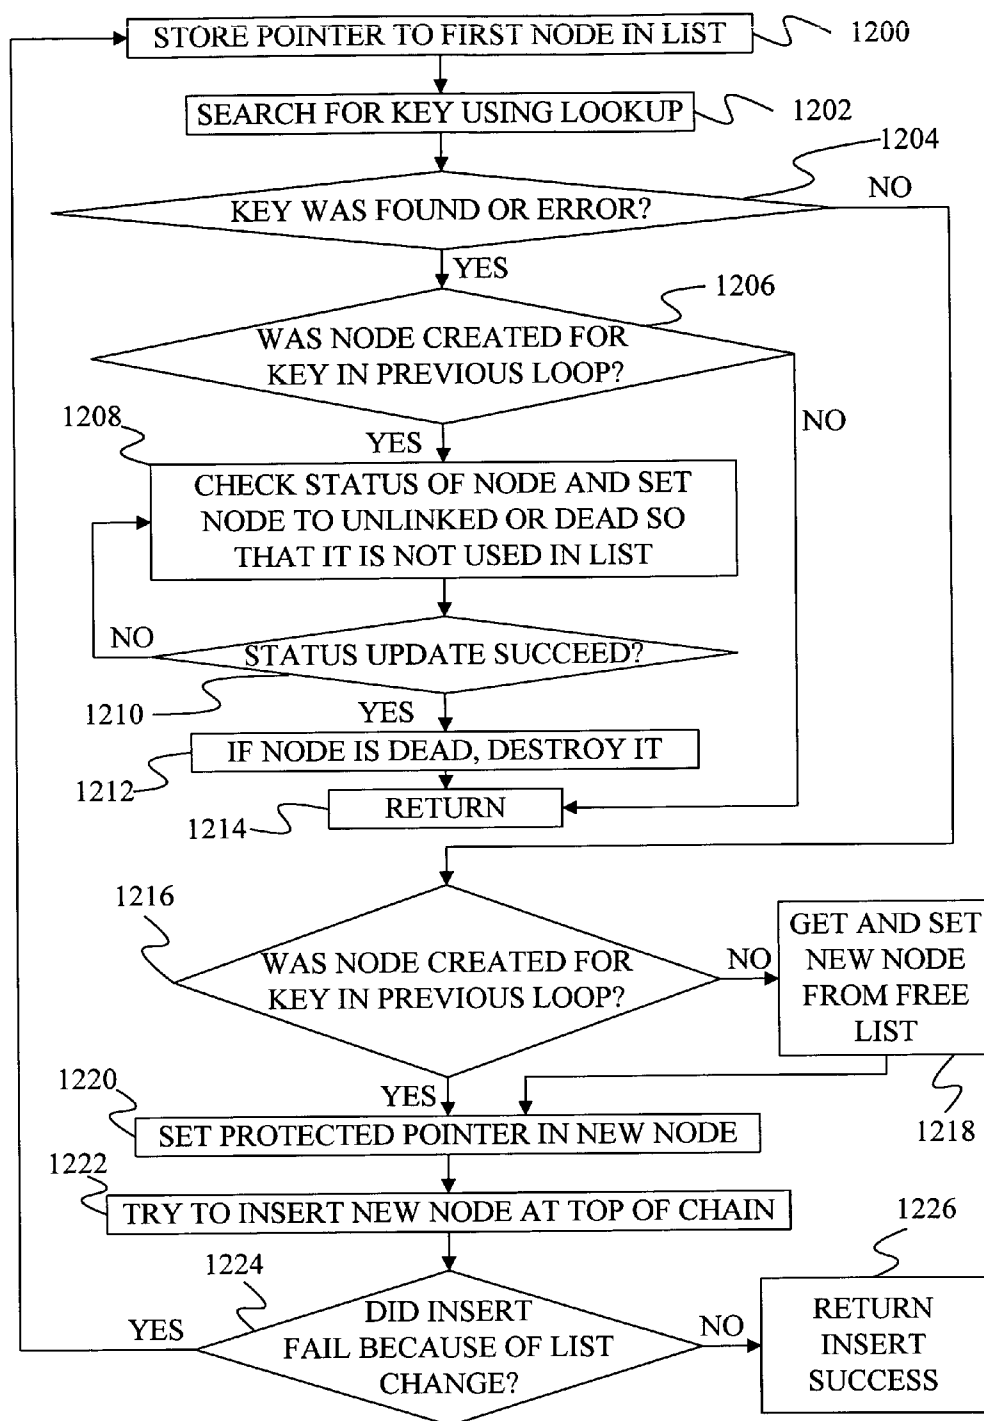 STORE POINTER TO FIRST NODE IN LIST
1200
SEARCH FOR KEY USING LOOKUP
1202
1204
KEY WAS FOUND OR ERROR?
NO
YES
1206
WAS NODE CREATED FOR
KEY IN PREVIOUS LOOP?
NO
1208
YES
CHECK STATUS OF NODE AND SET
NODE TO UNLINKED OR DEAD SO
THAT IT IS NOT USED IN LIST
NO
STATUS UPDATE SUCCEED?
1210
YES
IF NODE IS DEAD, DESTROY IT
1212
RETURN
1214
1216
WAS NODE CREATED FOR
KEY IN PREVIOUS LOOP?
NO
GET AND SET
NEW NODE
FROM FREE
LIST
1218
1220
YES
SET PROTECTED POINTER IN NEW NODE
1222
TRY TO INSERT NEW NODE AT TOP OF CHAIN
1224
DID INSERT
FAIL BECAUSE OF LIST
CHANGE?
YES
NO
1226
RETURN
INSERT
SUCCESS